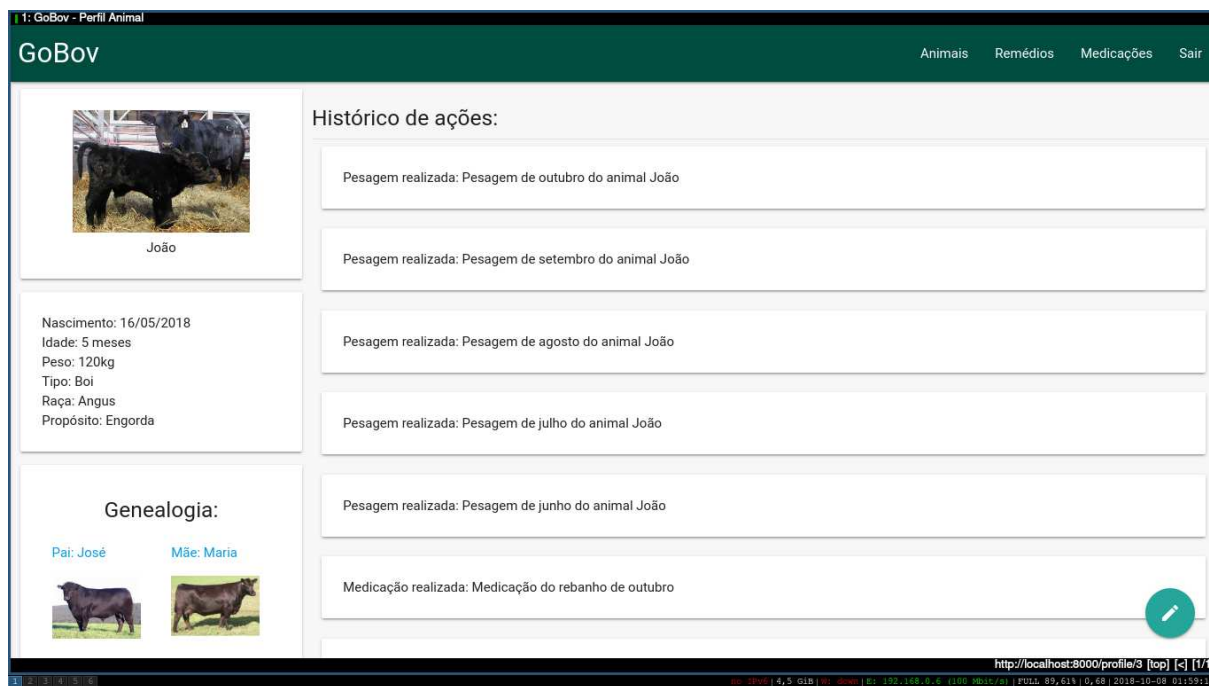 1: GoBov - Perfil Animal
GoBov
Animais Remédios Medicações Sair
João
Nascimento: 16/05/2018
Idade: 5 meses
Peso: 120kg
Tipo: Boi
Raça: Angus
Propósito: Engorda
Genealogia:
Pai: José Mãe: Maria
Histórico de ações:
Pesagem realizada: Pesagem de outubro do animal João
Pesagem realizada: Pesagem de setembro do animal João
Pesagem realizada: Pesagem de agosto do animal João
Pesagem realizada: Pesagem de julho do animal João
Pesagem realizada: Pesagem de junho do animal João
Medicação realizada: Medicação do rebanho de outubro
http://localhost:8000/profile/3 [top] [<] [1/1
1 2 3 4 5 6 no IPv6|4,5 GiB|W: down|E: 192.168.0.6 (100 Mbit/s)|FULL 89,61%|0,68|2018-10-08 01:59:1